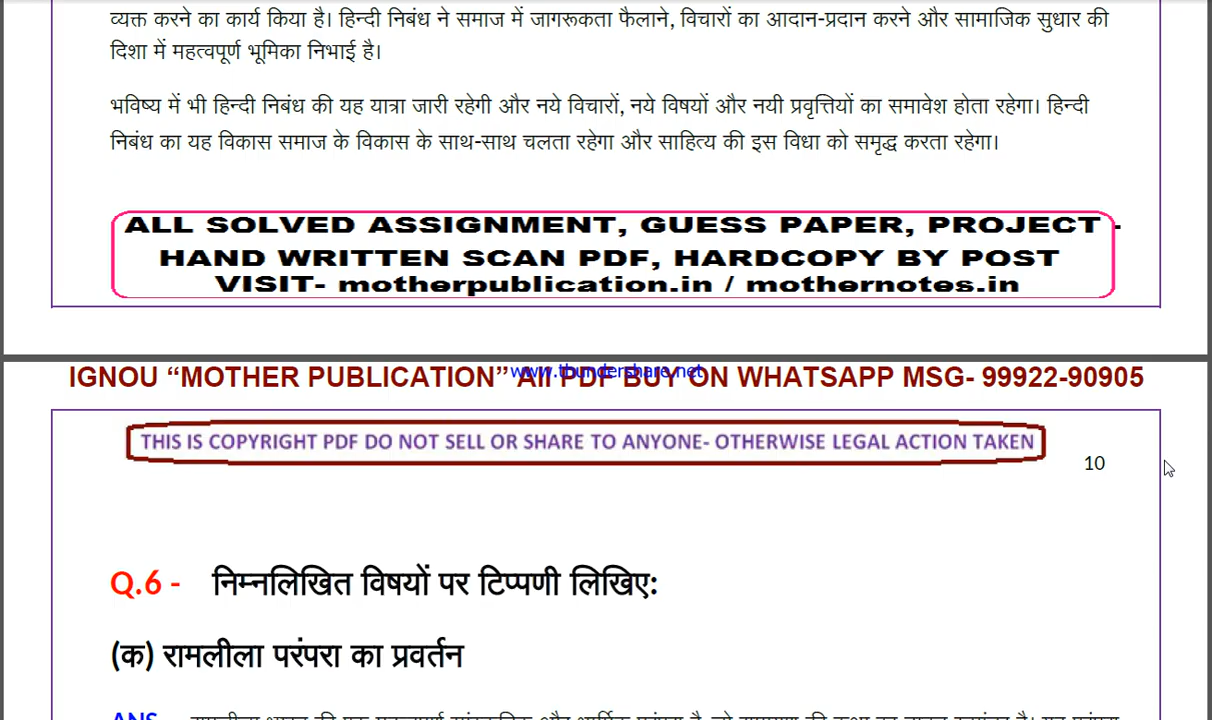 व्यक्त करने का कार्य किया है। हिन्दी निबंध ने समाज में जागरूकता फैलाने, विचारों का आदान-प्रदान करने और सामाजिक सुधार की
दिशा में महत्वपूर्ण भूमिका निभाई है।
भविष्य में भी हिन्दी निबंध की यह यात्रा जारी रहेगी और नये विचारों, नये विषयों और नयी प्रवृत्तियों का समावेश होता रहेगा। हिन्दी
निबंध का यह विकास समाज के विकास के साथ-साथ चलता रहेगा और साहित्य की इस विधा को समृद्ध करता रहेगा।
ALL SOLVED ASSIGNMENT, GUESS PAPER, PROJECT -
HAND WRITTEN SCAN PDF, HARDCOPY BY POST
VISIT- motherpublication.in / mothernotes.in
www.thundershare.net
IGNOU “MOTHER PUBLICATION” All PDF BUY ON WHATSAPP MSG- 99922-90905
THIS IS COPYRIGHT PDF DO NOT SELL OR SHARE TO ANYONE- OTHERWISE LEGAL ACTION TAKEN
10
Q.6 - निम्नलिखित विषयों पर टिप्पणी लिखिए:
(क) रामलीला परंपरा का प्रवर्तन